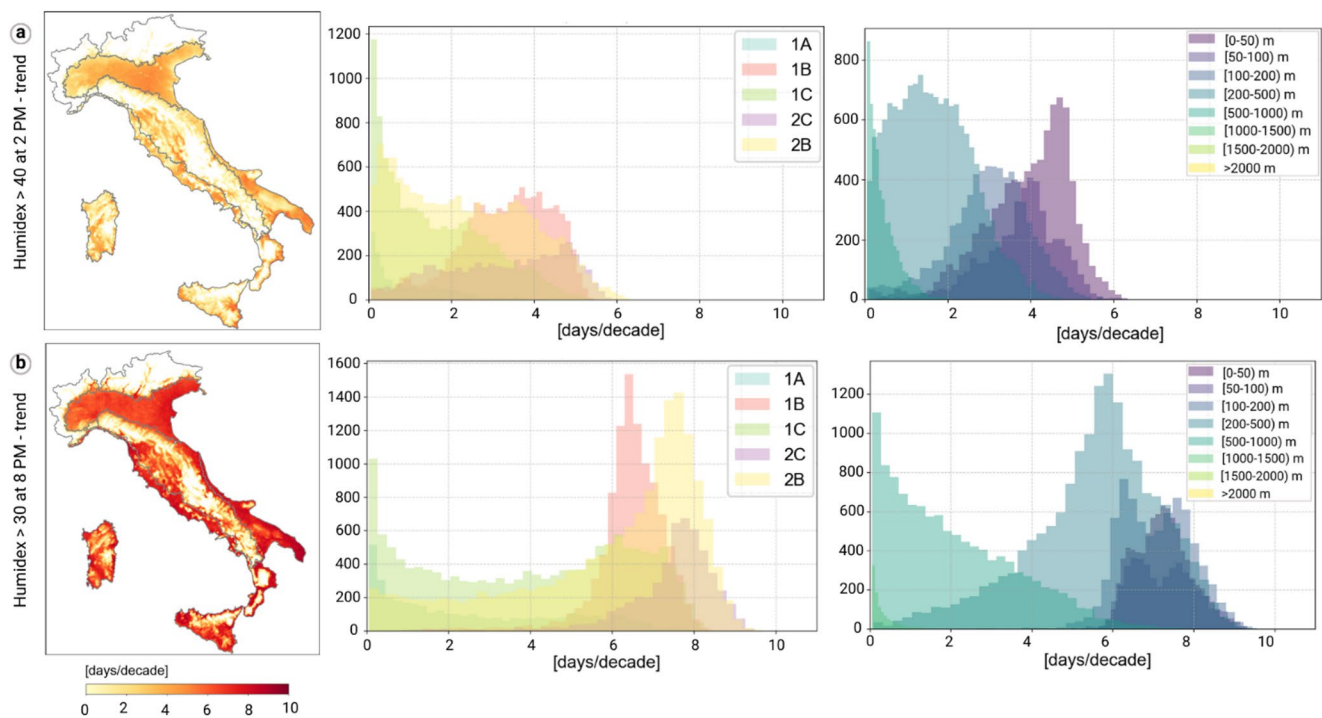 a
Humidex > 40 at 2 PM - trend
1200
1000
800
600
400
200
0
0 2 4 6 8 10
[days/decade]
1A
1B
1C
2C
2B
800
600
400
200
0
0 2 4 6 8 10
[days/decade]
[0-50) m
[50-100) m
[100-200) m
[200-500) m
[500-1000) m
[1000-1500) m
[1500-2000) m
>2000 m
b
Humidex > 30 at 8 PM - trend
1600
1400
1200
1000
800
600
400
200
0
0 2 4 6 8 10
[days/decade]
1A
1B
1C
2C
2B
1200
1000
800
600
400
200
0
0 2 4 6 8 10
[days/decade]
[0-50) m
[50-100) m
[100-200) m
[200-500) m
[500-1000) m
[1000-1500) m
[1500-2000) m
>2000 m
[days/decade]
0 2 4 6 8 10